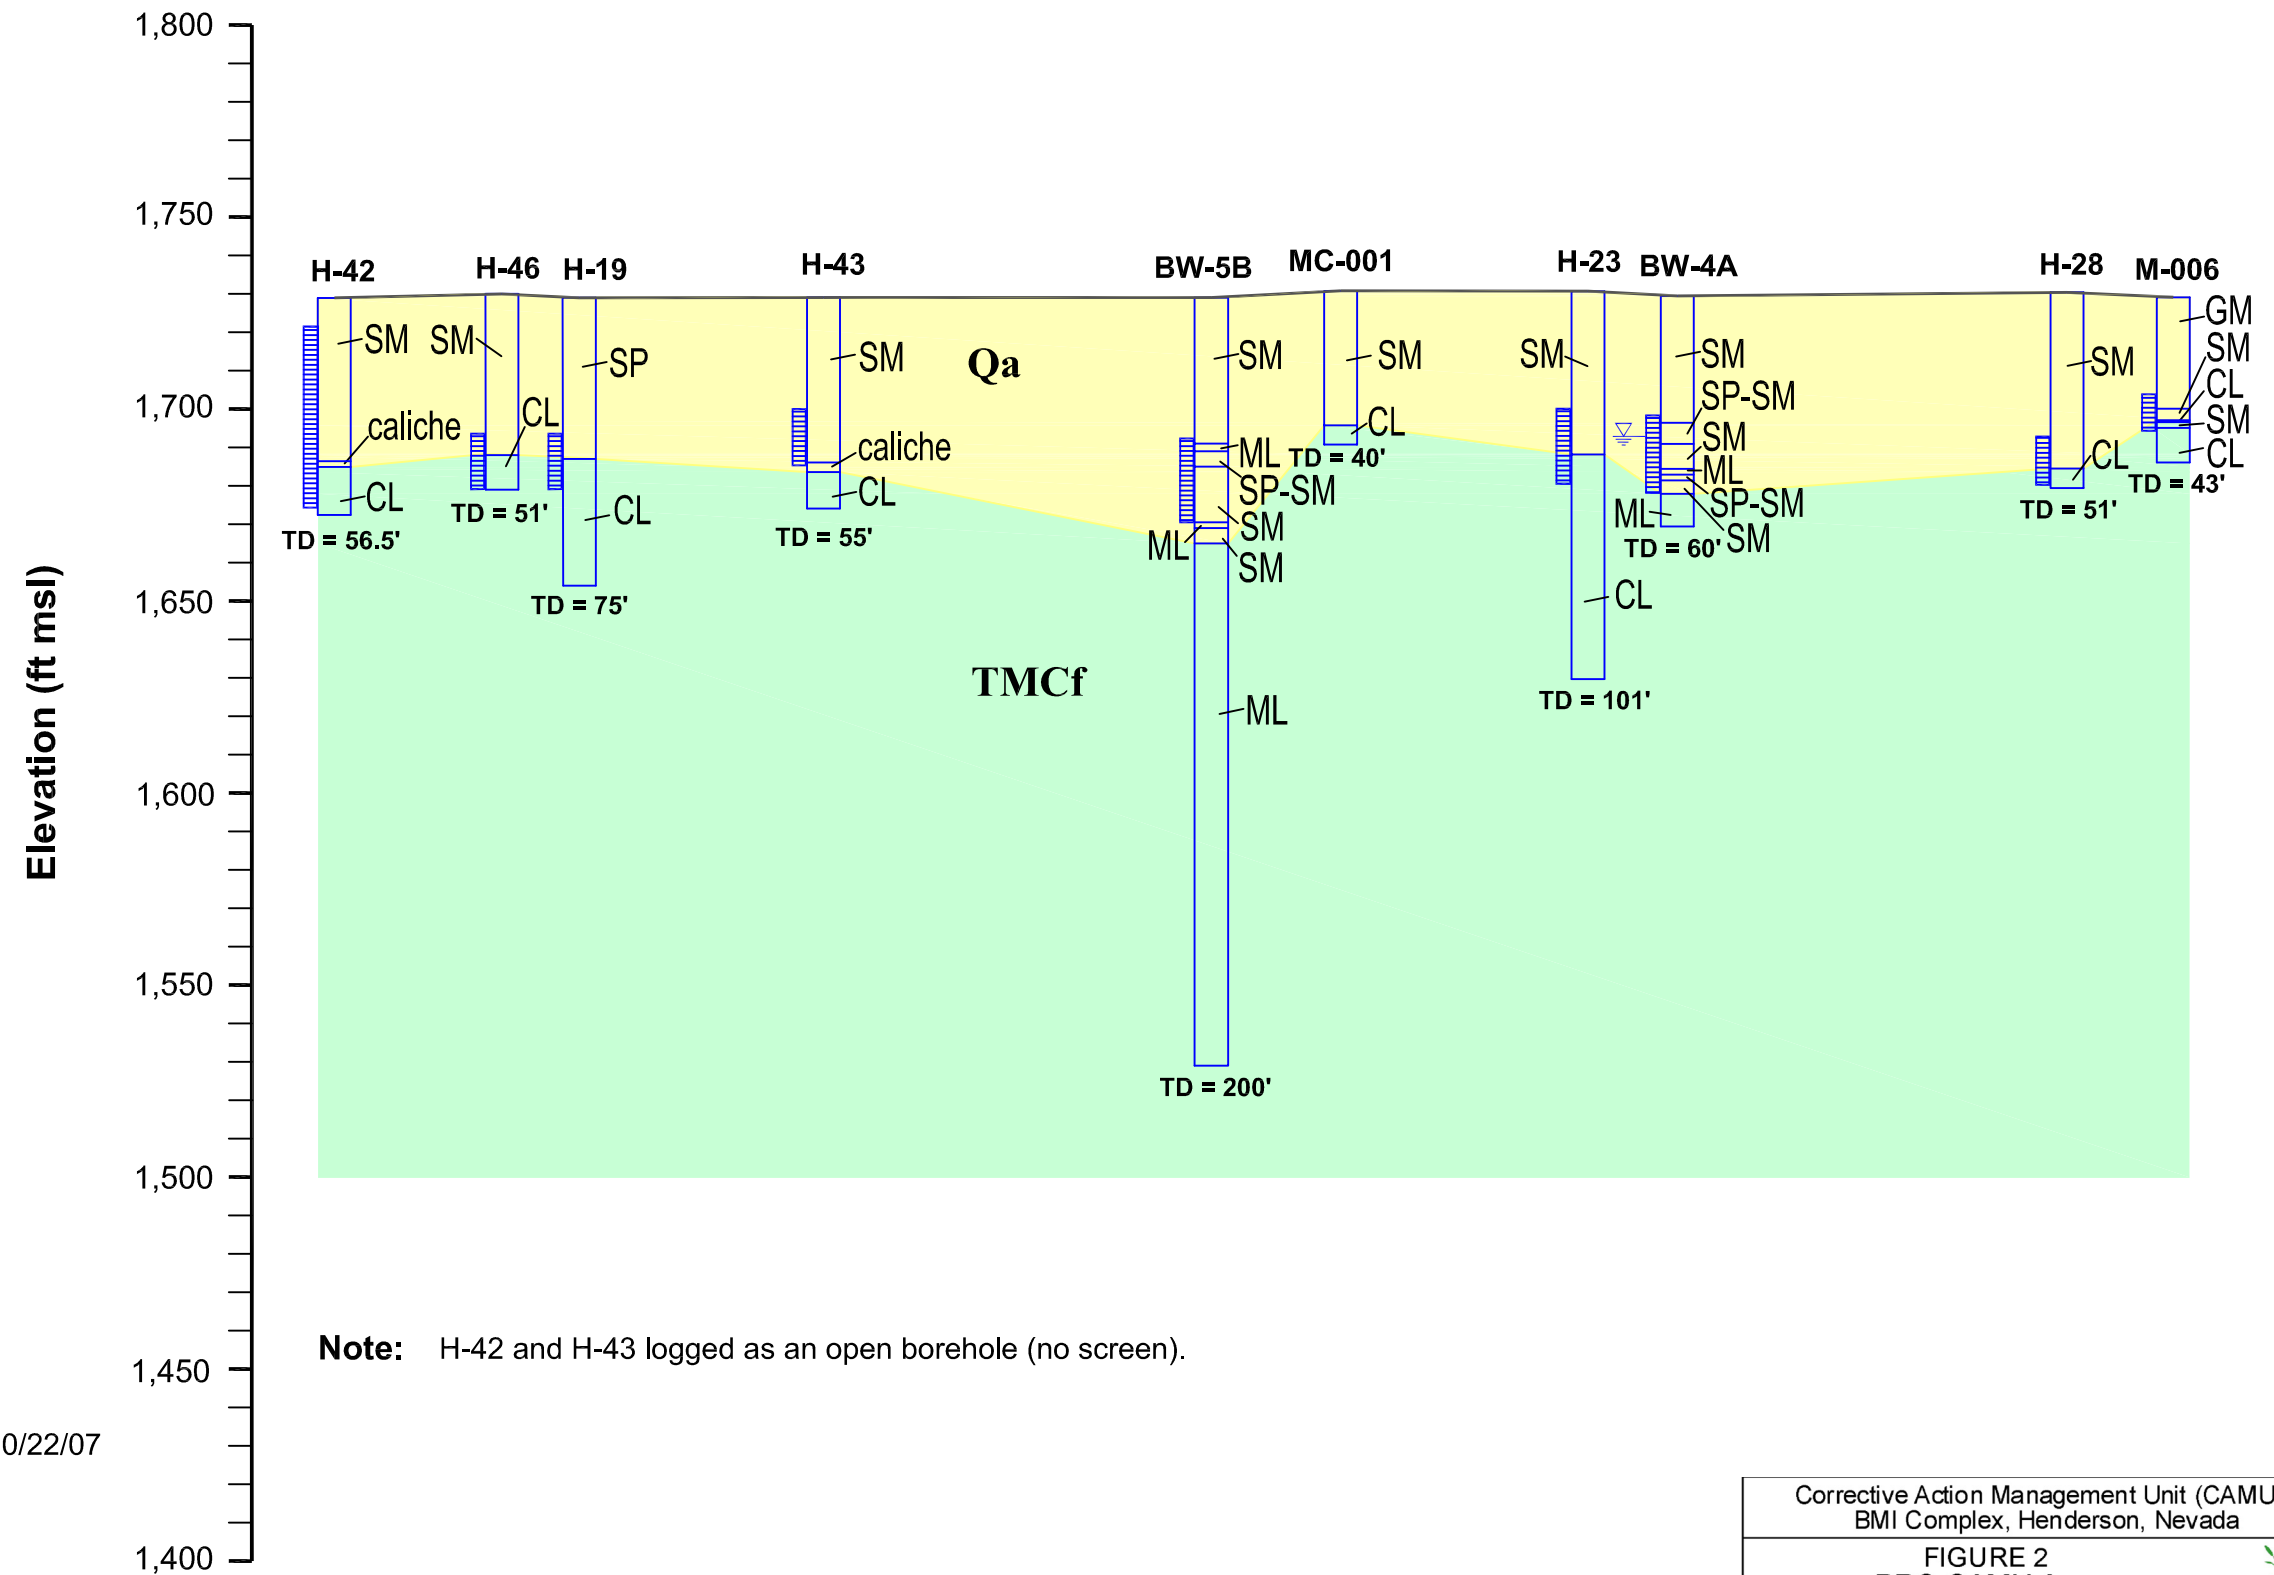 1,800
1,750
H-42
H-46
H-19
H-43
BW-5B
MC-001
H-23
BW-4A
H-28
M-006
GM
SM
SM
SP
SM
Qa
SM
SM
SM
SM
SM
SM
CL
SP-SM
1,700
caliche
CL
caliche
ML
CL
SM
ML
CL
SM
CL
CL
CL
TD = 56.5'
TD = 51'
CL
TD = 75'
TD = 55'
SP-SM
SM
ML
SM
TD = 40'
SP-SM
ML
SM
TD = 60'
TD = 51'
TD = 43'
1,650
CL
TMCf
ML
TD = 101'
Elevation (ft msl)
1,600
1,550
TD = 200'
1,500
Note: H-42 and H-43 logged as an open borehole (no screen).
1,450
0/22/07
1,400
Corrective Action Management Unit (CAMU
BMI Complex, Henderson, Nevada
FIGURE 2